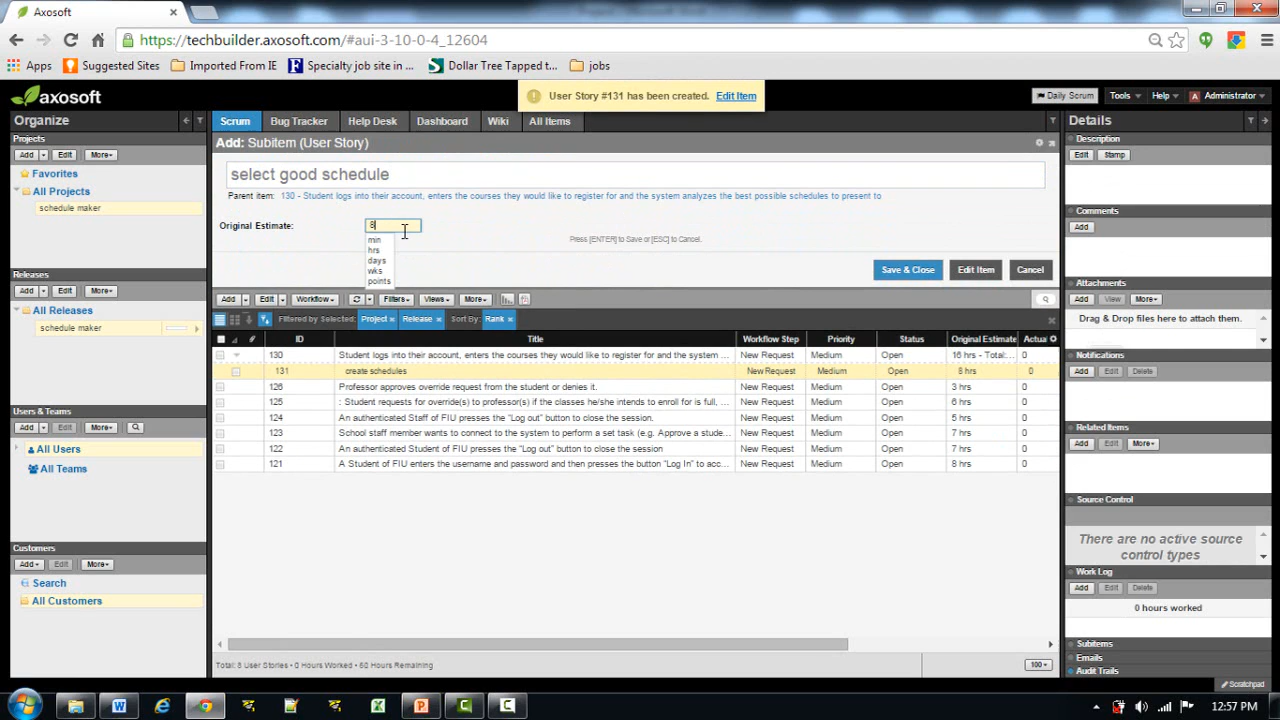 Axosoft
https://techbuilder.axosoft.com/#aui-3-10-0-4_12604
Apps Suggested Sites Imported From IE Specialty job site in ... Dollar Tree Tapped t... jobs
axosoft
User Story #131 has been created. Edit Item
Daily Scrum Tools Help Administrator
Organize
Scrum Bug Tracker Help Desk Dashboard Wiki All Items
Details
Projects
Add Edit More
Favorites
All Projects
schedule maker
Releases
Add Edit More
All Releases
schedule maker
Users & Teams
Add Edit More
All Users
All Teams
Customers
Add Edit More
Search
All Customers
Add: Subitem (User Story)
select good schedule
Parent item: 130 - Student logs into their account, enters the courses they would like to register for and the system analyzes the best possible schedules to present to
Original Estimate: 8
Press [ENTER] to Save or [ESC] to Cancel.
min
hrs
days
wks
points
Save & Close Edit Item Cancel
Add Edit Workflow Filters Views More
Filtered by Selected: Project × Release × Sort By: Rank ×
ID Title Workflow Step Priority Status Original Estimate Actua
130 Student logs into their account, enters the courses they would like to register for and the system ... New Request Medium Open 16 hrs - Total:... 0
131 create schedules New Request Medium Open 8 hrs 0
126 Professor approves override request from the student or denies it. New Request Medium Open 3 hrs 0
125 : Student requests for override(s) to professor(s) if the classes he/she intends to enroll for is full, ... New Request Medium Open 6 hrs 0
124 An authenticated Staff of FIU presses the "Log out" button to close the session. New Request Medium Open 5 hrs 0
123 School staff member wants to connect to the system to perform a set task (e.g. Approve a stude... New Request Medium Open 7 hrs 0
122 An authenticated Student of FIU presses the "Log out" button to close the session New Request Medium Open 7 hrs 0
121 A Student of FIU enters the username and password and then presses the button "Log In" to acc... New Request Medium Open 8 hrs 0
Total: 8 User Stories • 0 Hours Worked • 60 Hours Remaining
100
Description
Edit Stamp
Comments
Add
Attachments
Add View More
Drag & Drop files here to attach them.
Notifications
Add Edit Delete
Related Items
Add Edit More
Source Control
There are no active source
control types
Work Log
Add Edit Delete
0 hours worked
Subitems
Emails
Audit Trails
Scratchpad
12:57 PM